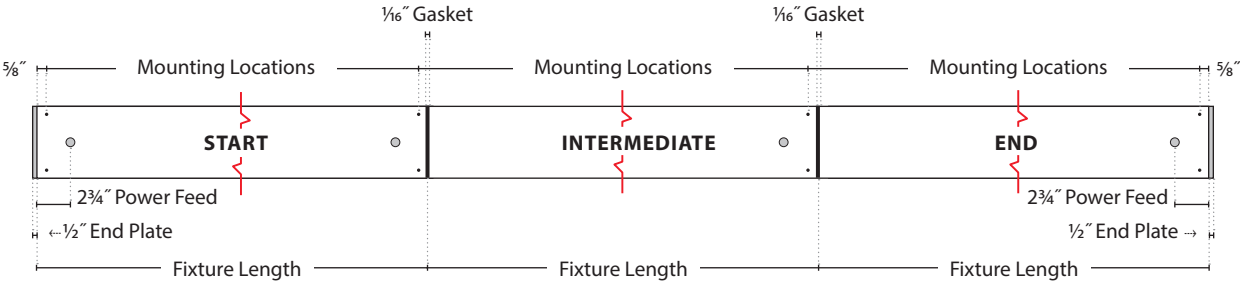 1⁄16˝ Gasket 1⁄16˝ Gasket
5⁄8˝ Mounting Locations Mounting Locations Mounting Locations 5⁄8˝
START INTERMEDIATE END
2¾˝ Power Feed 2¾˝ Power Feed
½˝ End Plate ½˝ End Plate
Fixture Length Fixture Length Fixture Length